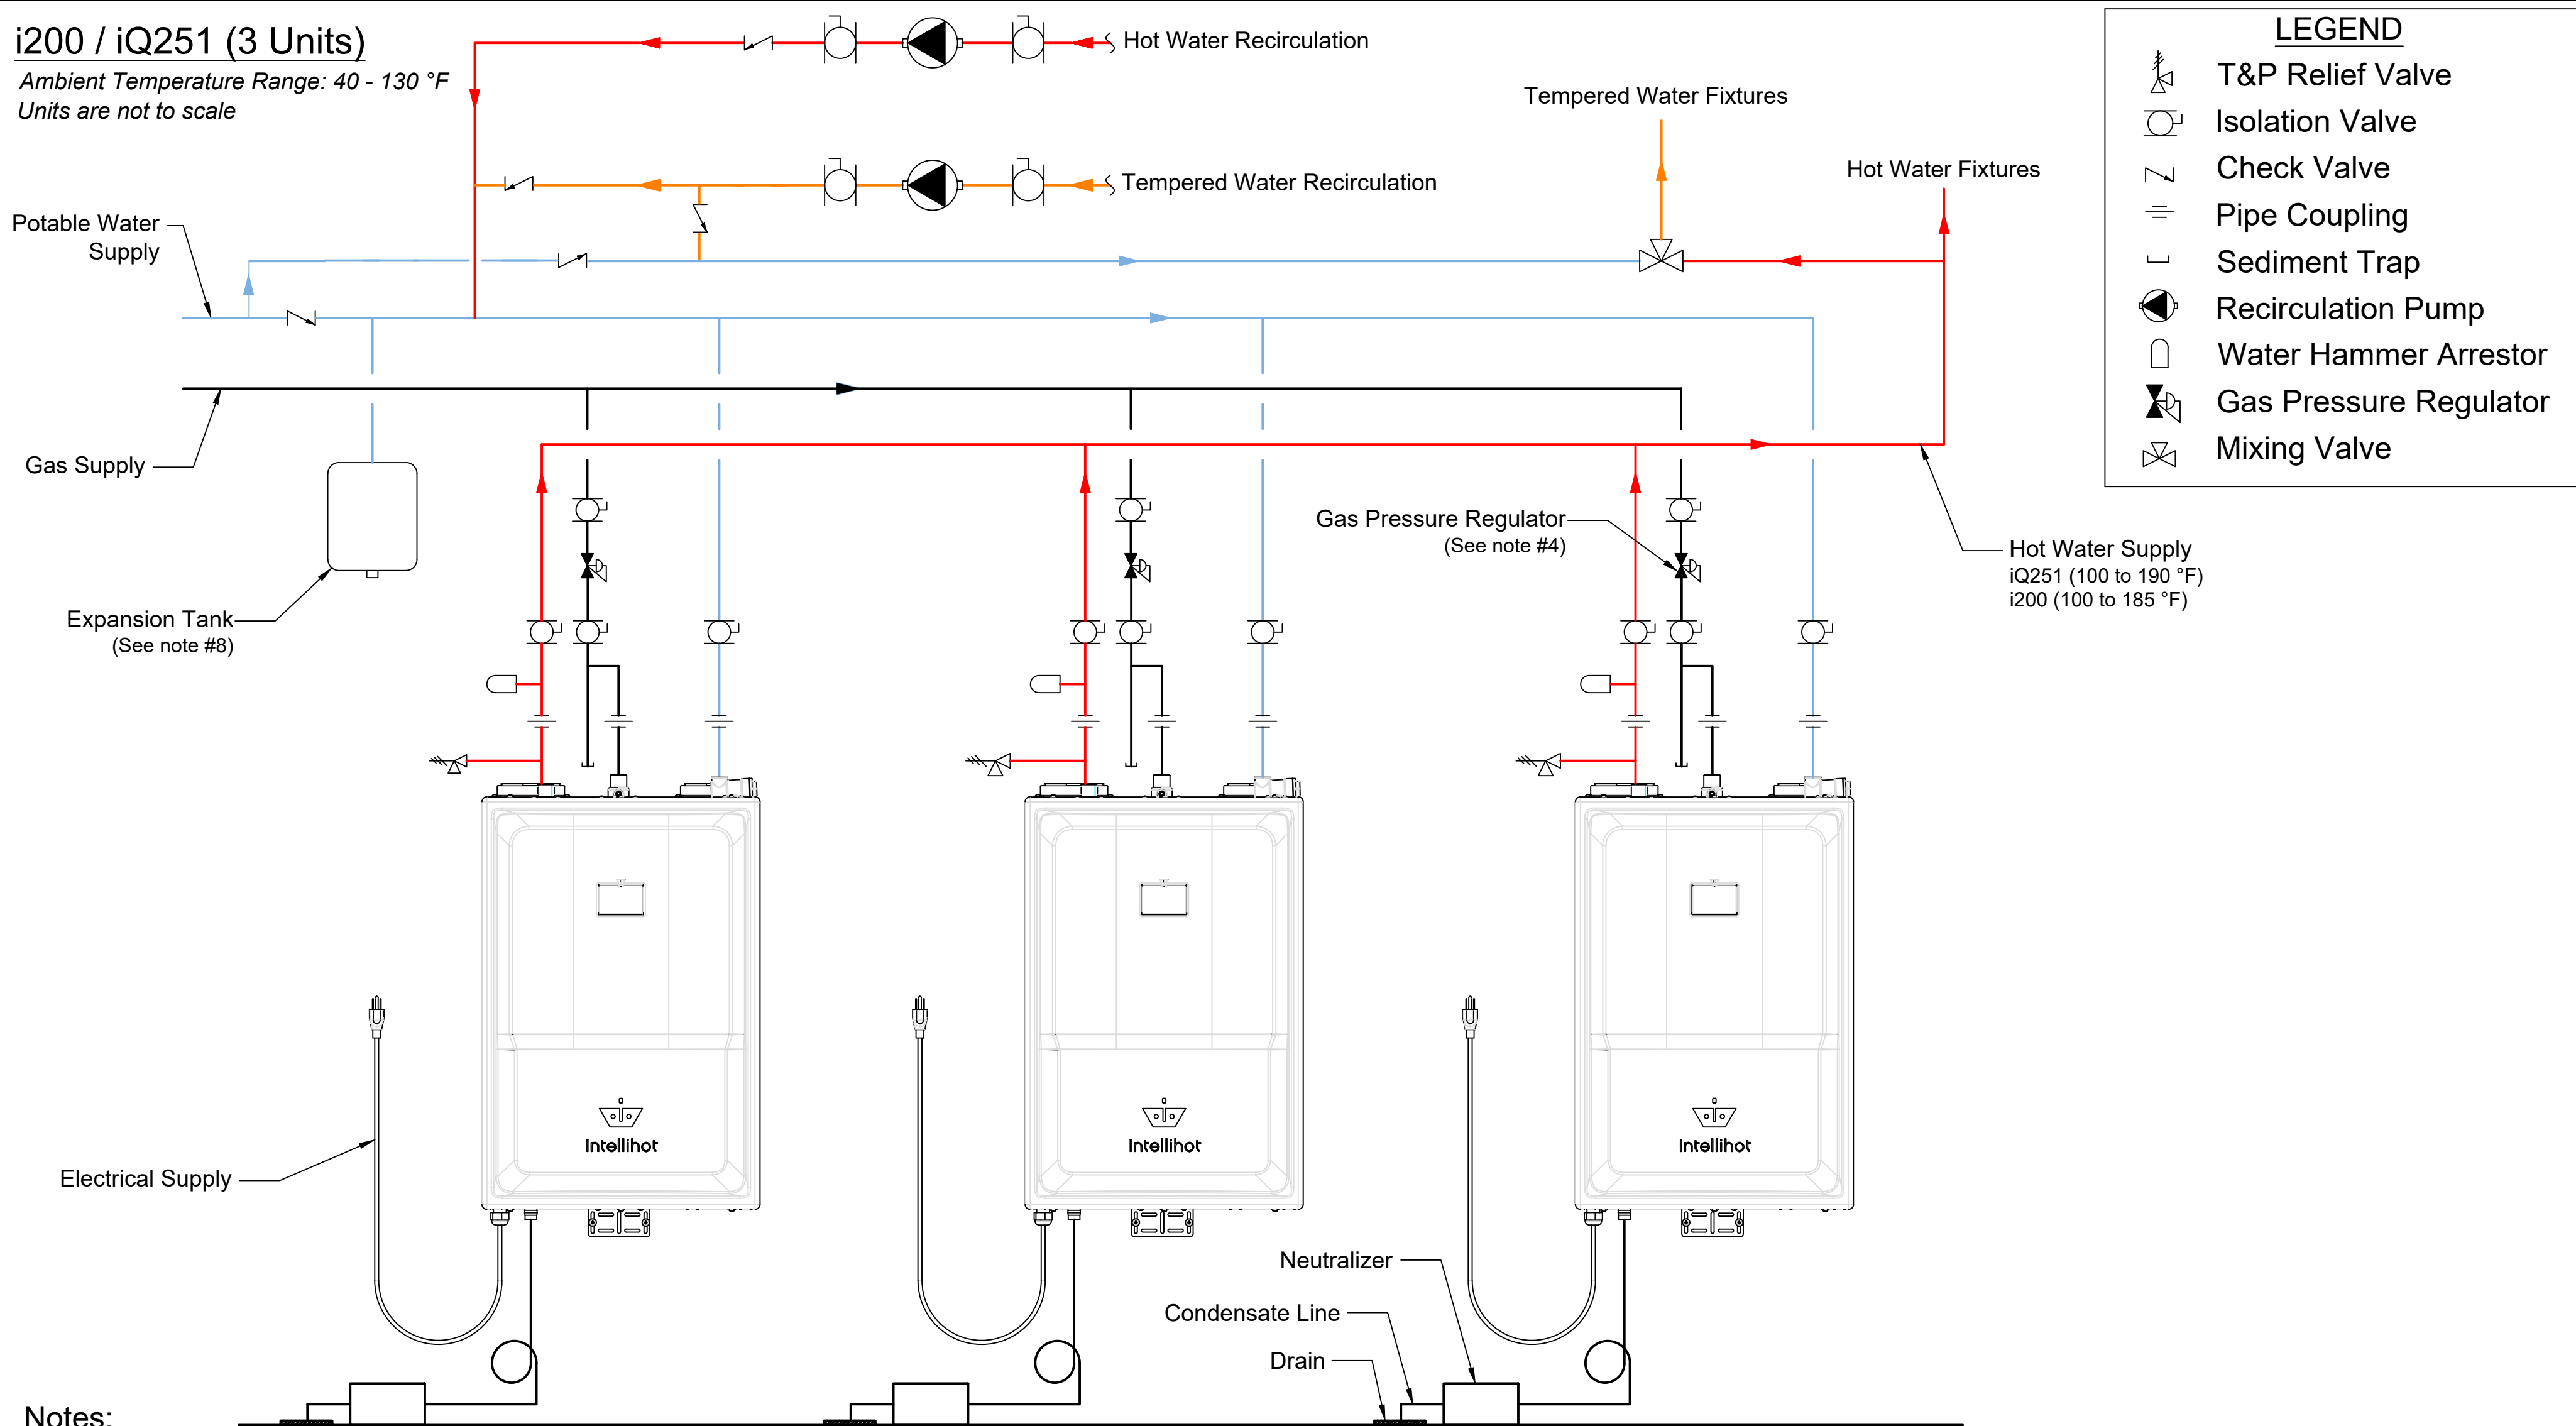 i200 / iQ251 (3 Units)
Ambient Temperature Range: 40 - 130 °F
Units are not to scale
Hot Water Recirculation
Tempered Water Fixtures
Hot Water Fixtures
Tempered Water Recirculation
Potable Water
Supply
Gas Supply
Expansion Tank
(See note #8)
Gas Pressure Regulator
(See note #4)
Hot Water Supply
iQ251 (100 to 190 °F)
i200 (100 to 185 °F)
LEGEND
T&P Relief Valve
Isolation Valve
Check Valve
Pipe Coupling
Sediment Trap
Recirculation Pump
Water Hammer Arrestor
Gas Pressure Regulator
Mixing Valve
Intellihot
Intellihot
Intellihot
Electrical Supply
Neutralizer
Condensate Line
Drain
Notes: